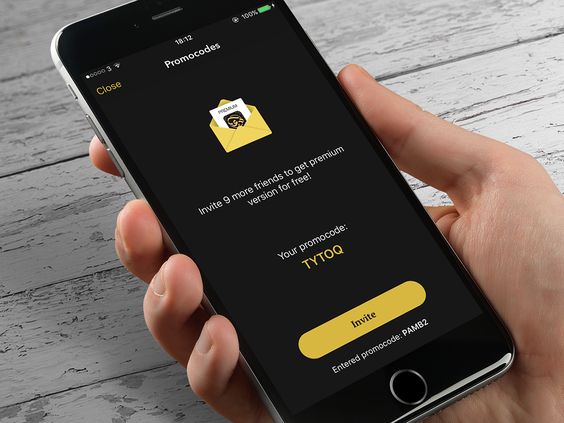 3
18:12
100%
Close
Promocodes
PREMIUM
Invite 9 more friends to get premium
version for free!
Your promocode:
TYTOQ
Invite
Entered promocode: PAMB2